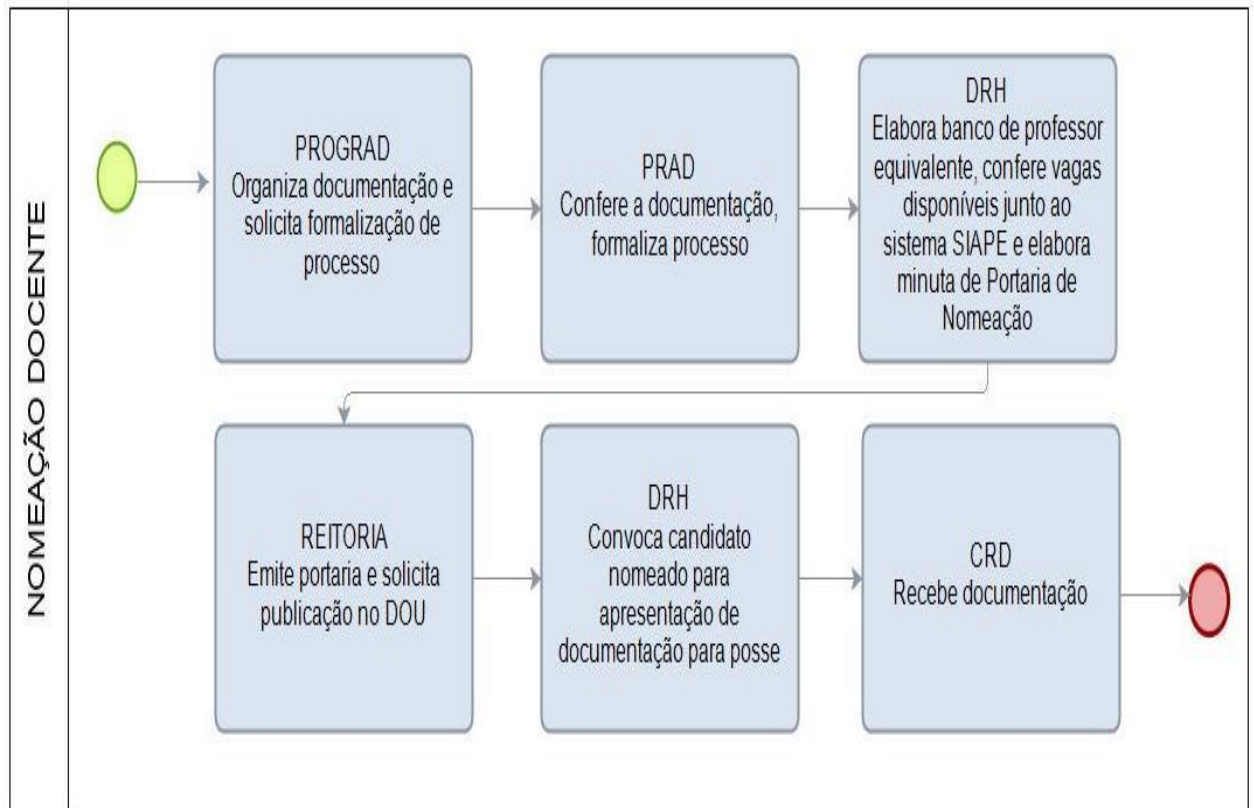 NOMEAÇÃO DOCENTE
PROGRAD
Organiza documentação e
solicita formalização de
processo
PRAD
Confere a documentação,
formaliza processo
DRH
Elabora banco de professor
equivalente, confere vagas
disponíveis junto ao
sistema SIAPE e elabora
minuta de Portaria de
Nomeação
REITORIA
Emite portaria e solicita
publicação no DOU
DRH
Convoca candidato
nomeado para
apresentação de
documentação para posse
CRD
Recebe documentação